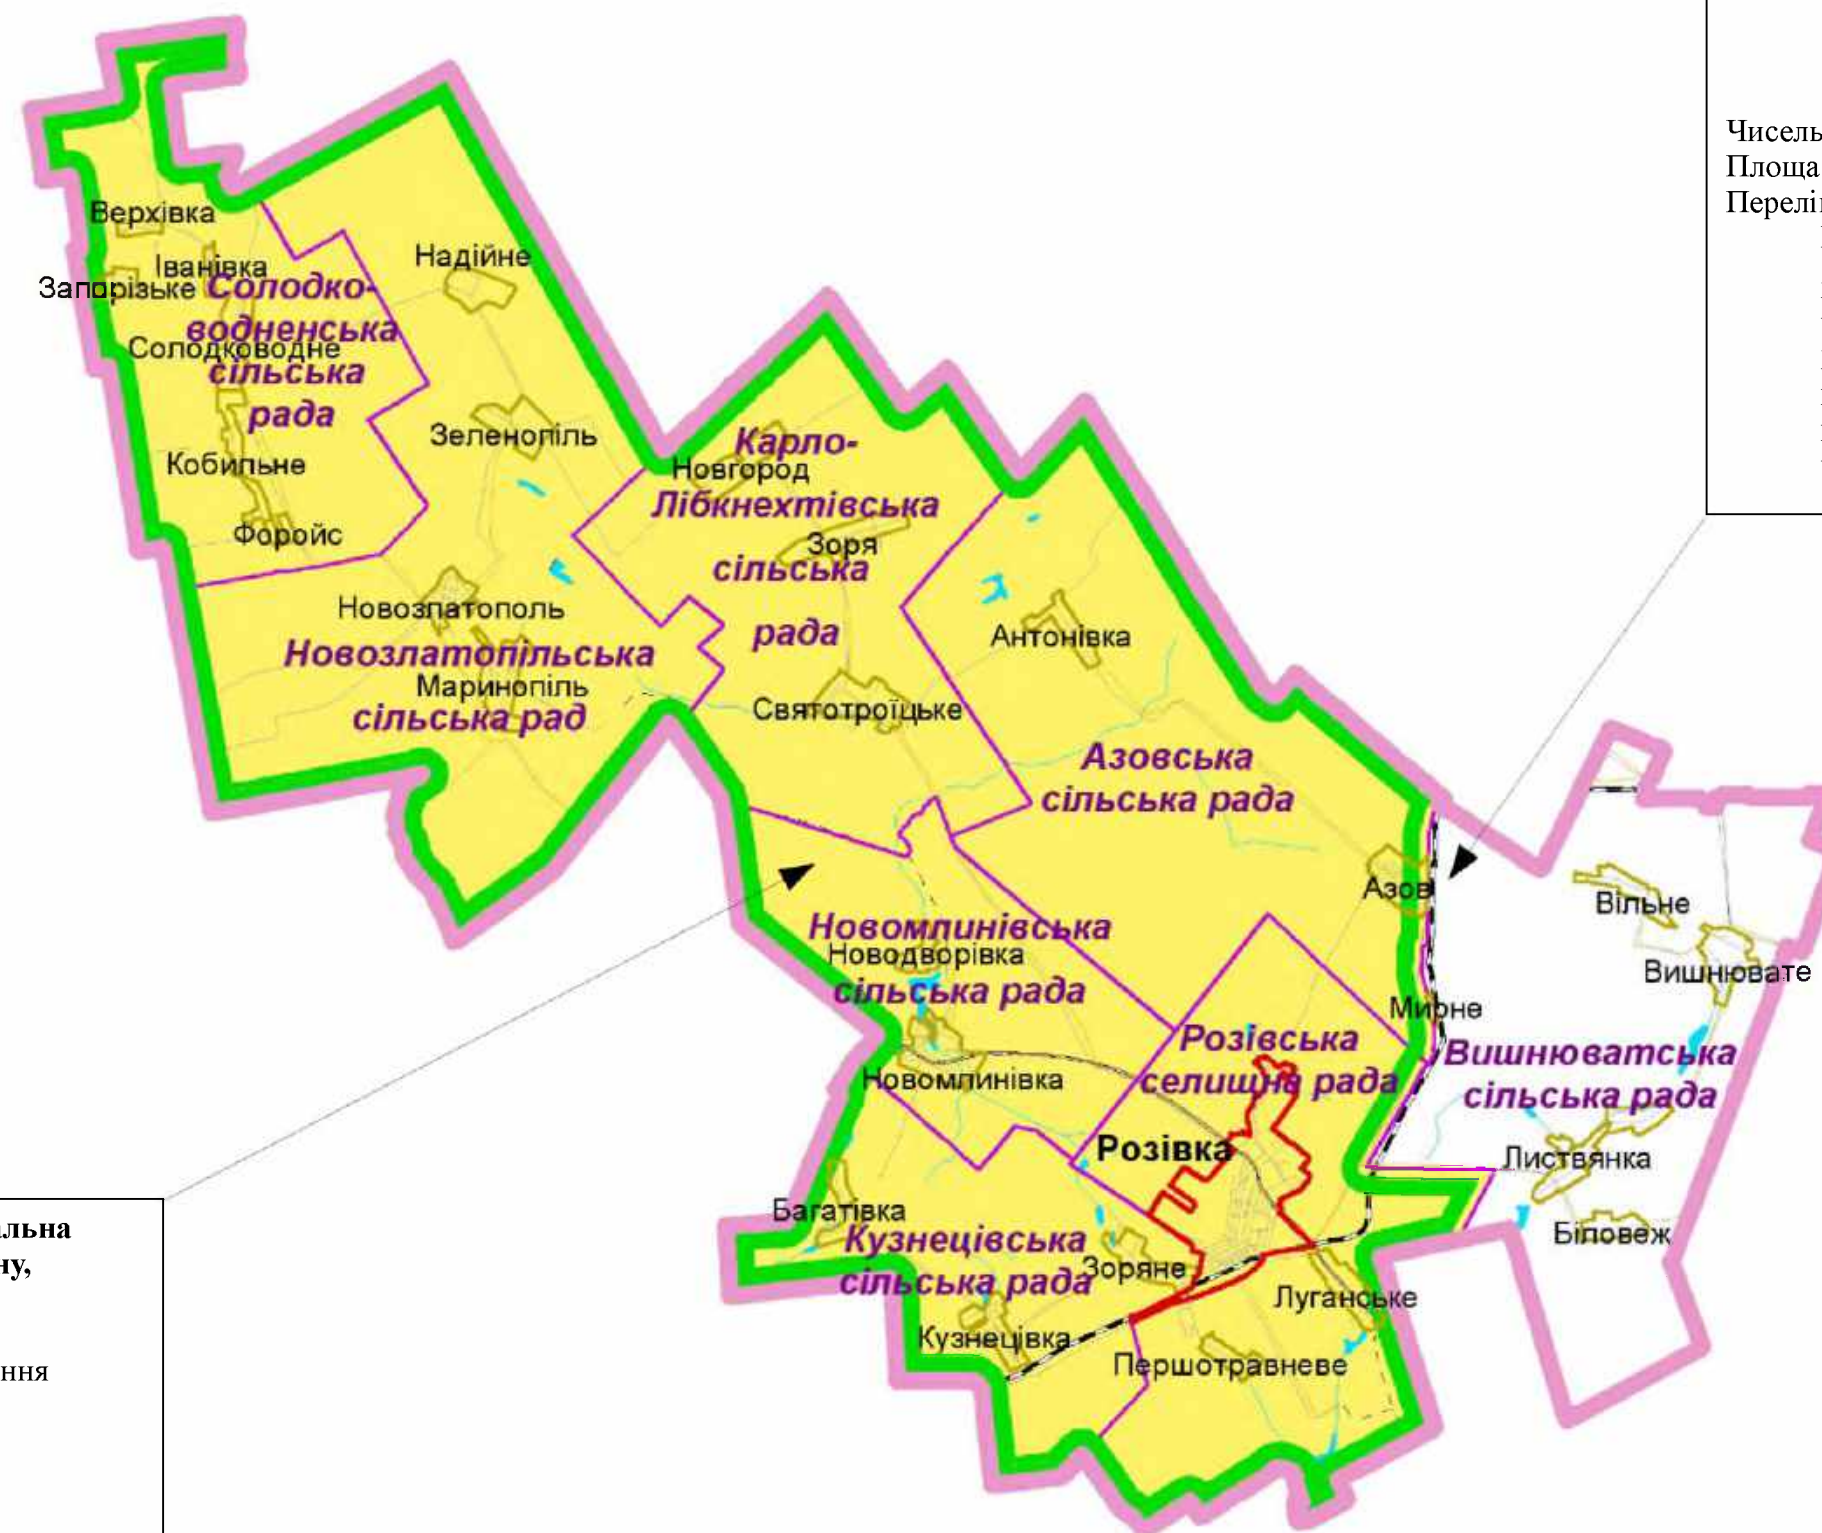 Чисель
Площа
Перелі
Верхівка
Іванівка
Запорізьке
Солодко-
водненська
сільська
рада
Солодководне
Надійне
Зеленопіль
Кобильне
Форойс
Карло-
Лібкнехтівська
сільська
рада
Новгород
Зоря
Новозлатополь
Новозлатопільська
сільська рад
Маринопіль
Антонівка
Святотроїцьке
Азовська
сільська рада
Азов
Вільне
Вишнювате
Новомлинівська
сільська рада
Новодворівка
Мирне
Розівська
селищна рада
Вишнюватська
сільська рада
Новомлинівка
Розівка
Листвянка
Біловеж
Багатівка
Кузнецівська
сільська рада
Зоряне
Луганське
Кузнецівка
Першотравневе
альна
ну,
ння